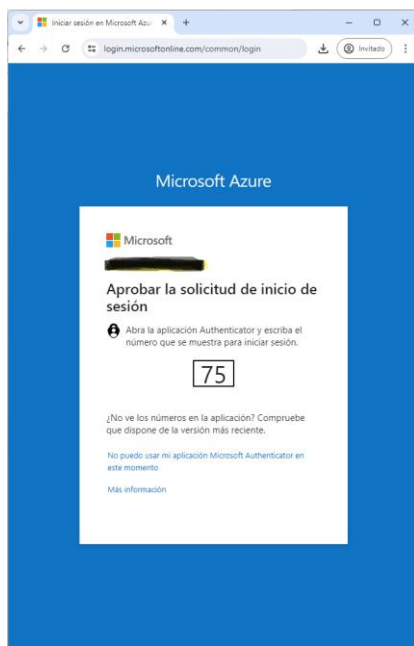 Iniciar sesión en Microsoft Azu
login.microsoftonline.com/common/login
Invitado
Microsoft Azure
Microsoft
Aprobar la solicitud de inicio de
sesión
Abra la aplicación Authenticator y escriba el
número que se muestra para iniciar sesión.
75
¿No ve los números en la aplicación? Compruebe
que dispone de la versión más reciente.
No puedo usar mi aplicación Microsoft Authenticator en
este momento
Más información